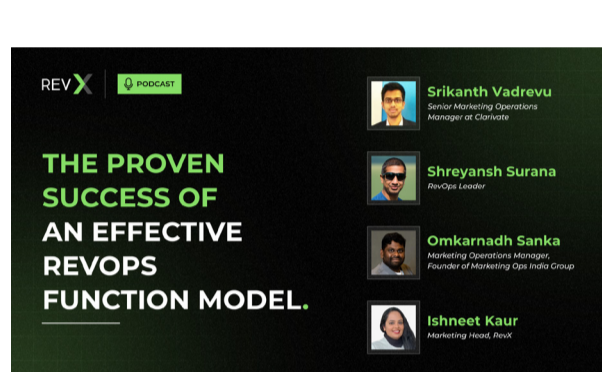 REVX PODCAST
THE PROVEN
SUCCESS OF
AN EFFECTIVE
REVOPS
FUNCTION MODEL.
Srikanth Vadrevu
Senior Marketing Operations
Manager at Clarivate
Shreyansh Surana
RevOps Leader
Omkarnadh Sanka
Marketing Operations Manager,
Founder of Marketing Ops India Group
Ishneet Kaur
Marketing Head, RevX